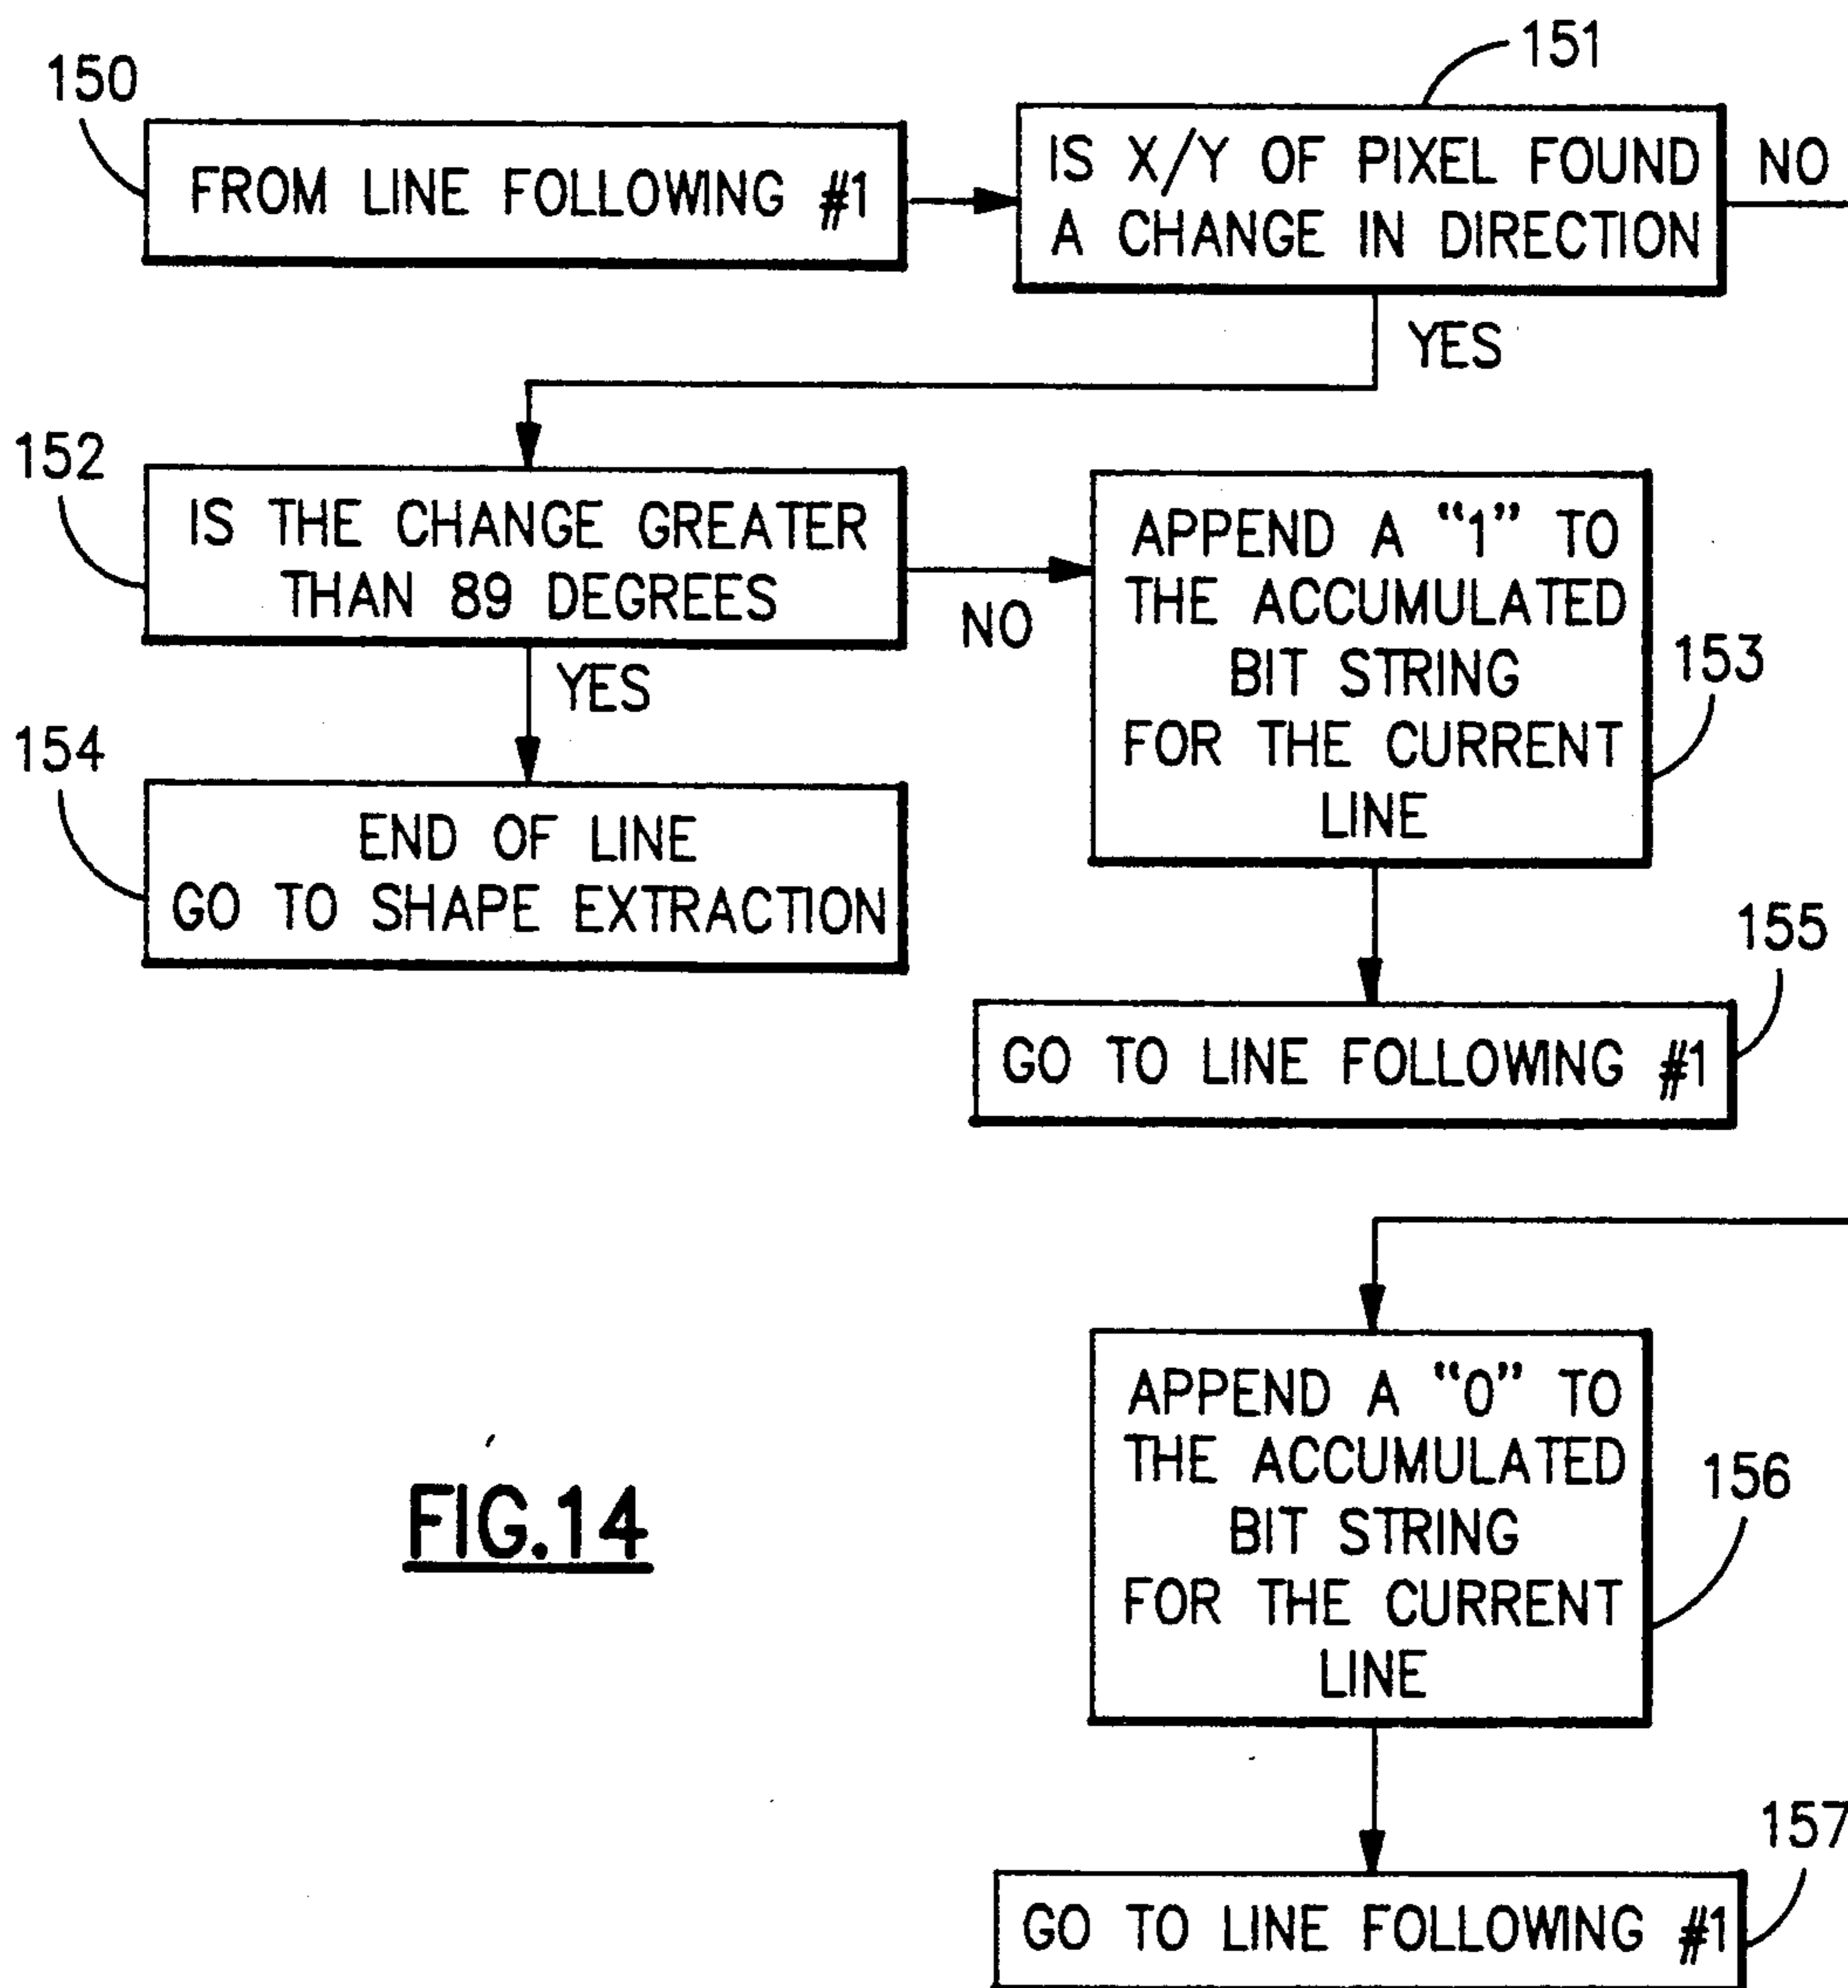 150
FROM LINE FOLLOWING #1
151
IS X/Y OF PIXEL FOUND
A CHANGE IN DIRECTION
NO
YES
152
IS THE CHANGE GREATER
THAN 89 DEGREES
NO
YES
APPEND A “1” TO
THE ACCUMULATED
BIT STRING
FOR THE CURRENT
LINE
153
154
END OF LINE
GO TO SHAPE EXTRACTION
155
GO TO LINE FOLLOWING #1
APPEND A “0” TO
THE ACCUMULATED
BIT STRING
FOR THE CURRENT
LINE
156
FIG.14
157
GO TO LINE FOLLOWING #1